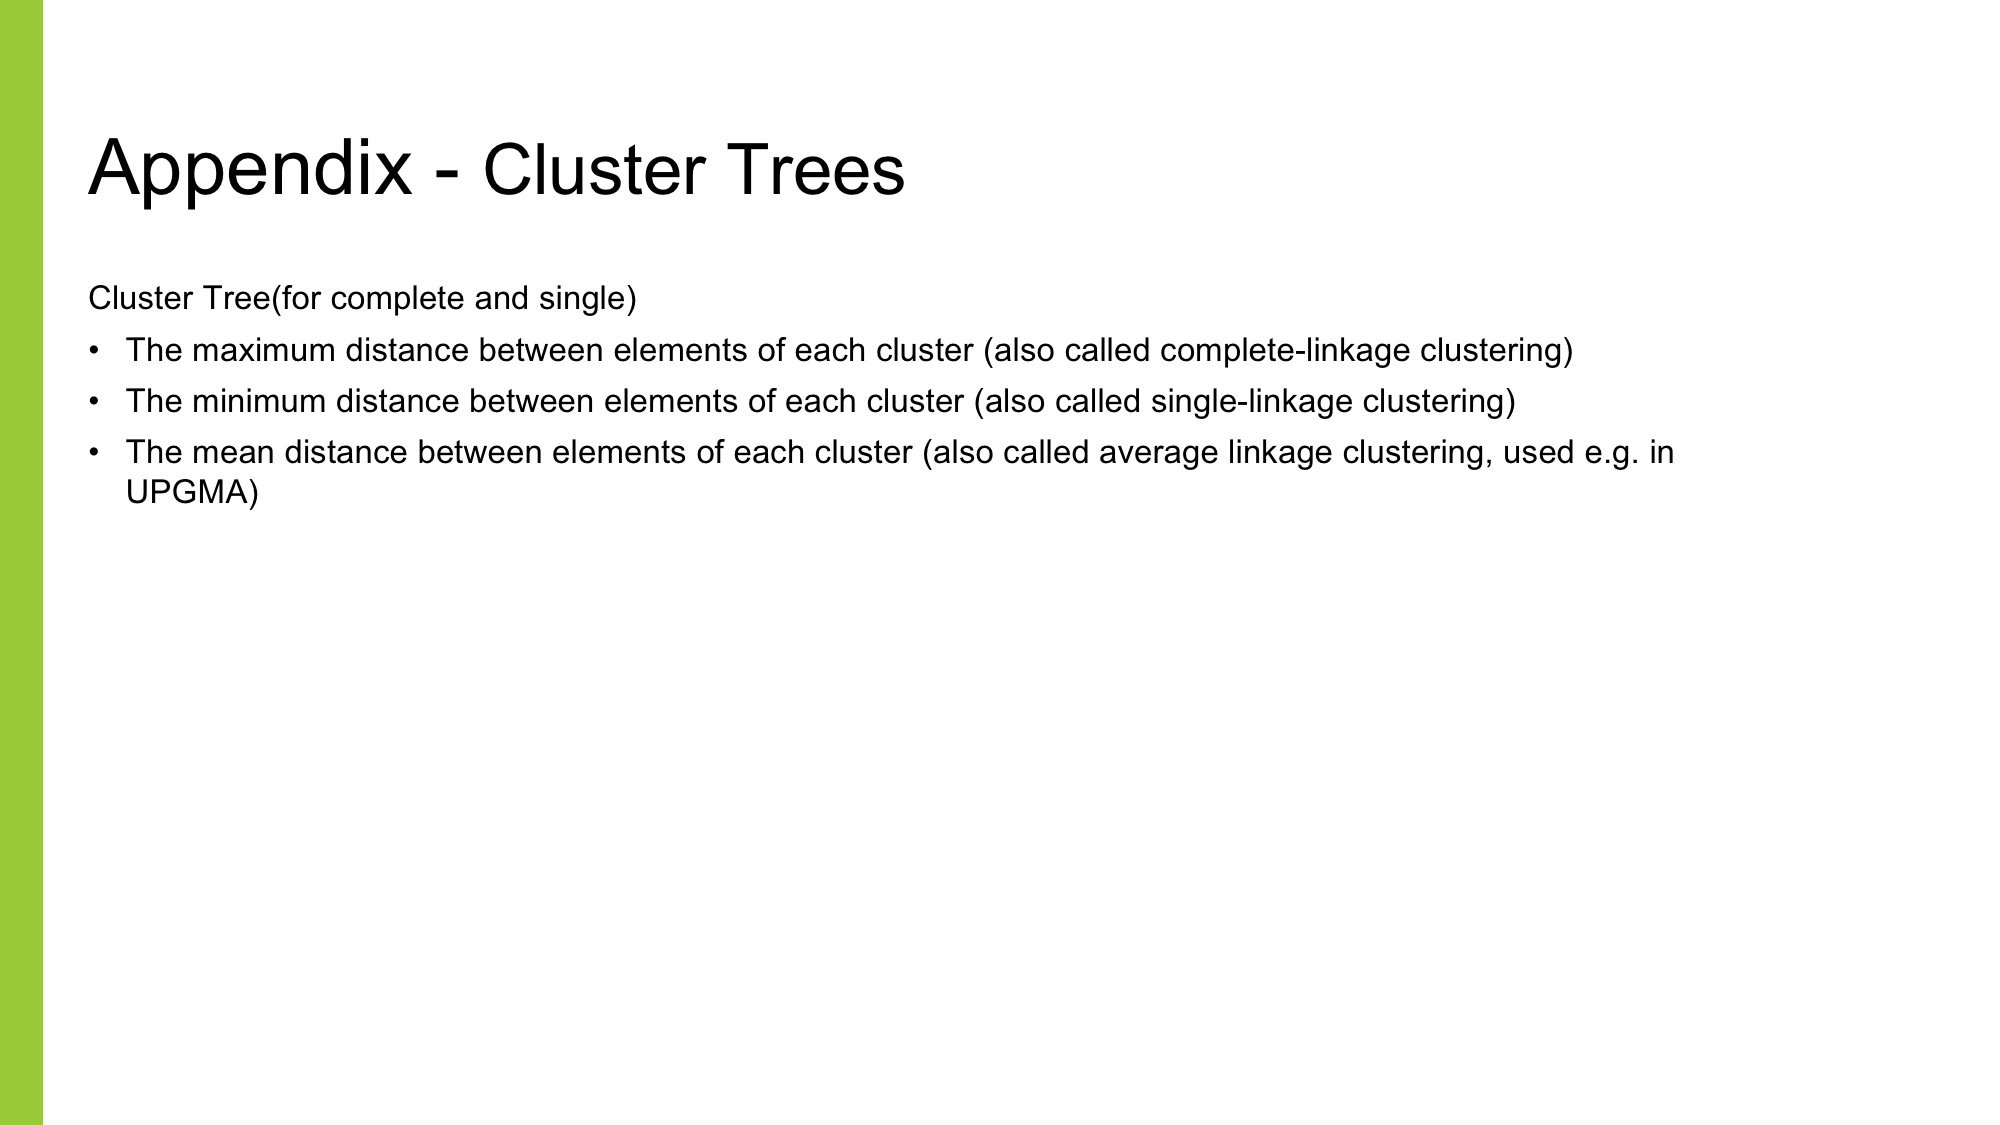 Appendix - Cluster Trees
Cluster Tree(for complete and single)
• The maximum distance between elements of each cluster (also called complete-linkage clustering)
• The minimum distance between elements of each cluster (also called single-linkage clustering)
• The mean distance between elements of each cluster (also called average linkage clustering, used e.g. in
UPGMA)